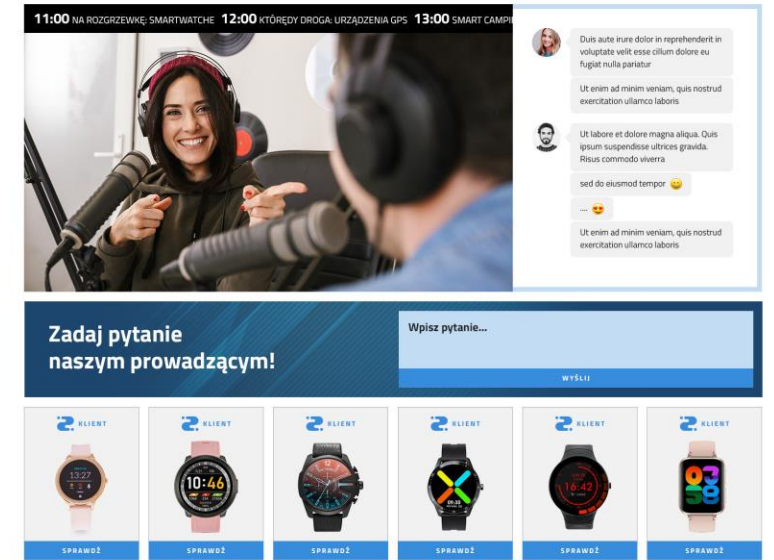 11:00 NA ROZGRZEWKĘ: SMARTWATCHE 12:00 KTÓRĘDY DROGA: URZĄDZENIA GPS 13:00 SMART CAMPI
Duis aute irure dolor in reprehenderit in
voluptate velit esse cillum dolore eu
fugiat nulla pariatur
Ut enim ad minim veniam, quis nostrud
exercitation ullamco laboris
Ut labore et dolore magna aliqua. Quis
ipsum suspendisse ultrices gravida.
Risus commodo viverra
sed do eiusmod tempor 😀
.... 😍
Ut enim ad minim veniam, quis nostrud
exercitation ullamco laboris
Zadaj pytanie
naszym prowadzącym!
Wpisz pytanie...
WYŚLIJ
KLIENT
KLIENT
KLIENT
KLIENT
KLIENT
KLIENT
13:27
10:46
09:30
16:42
03
58
SPRAWDŹ
SPRAWDŹ
SPRAWDŹ
SPRAWDŹ
SPRAWDŹ
SPRAWDŹ